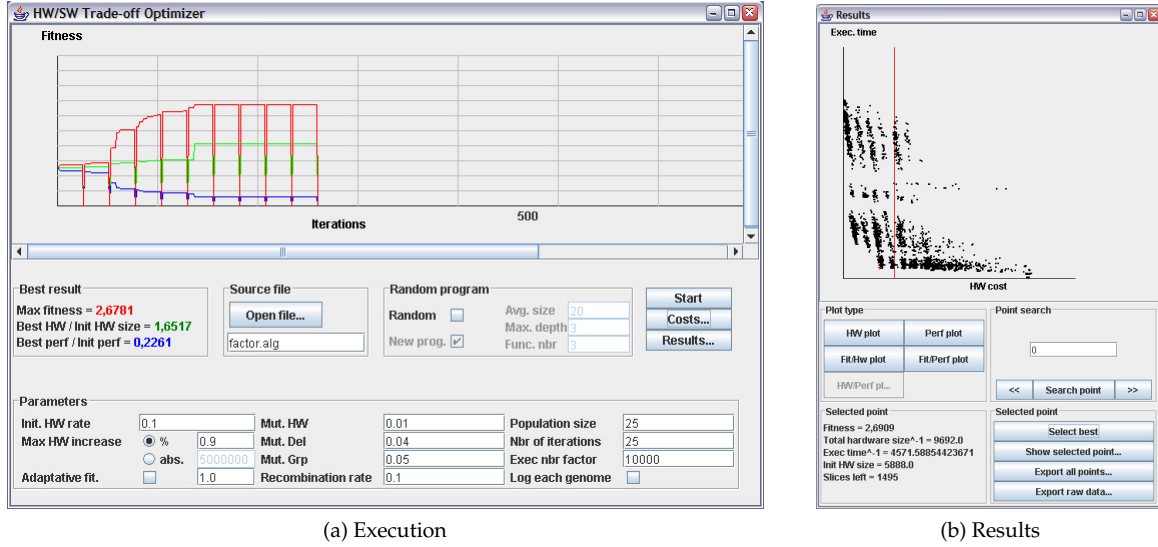 HW/SW Trade-off Optimizer
Fitness
500
Iterations
Best result
Max fitness = 2,6781
Best HW / Init HW size = 1,6517
Best perf / Init perf = 0,2261
Source file
Open file...
factor.alg
Random program
Random
New prog.
Avg. size 20
Max. depth 3
Func. nbr 3
Start
Costs...
Results...
Parameters
Init. HW rate 0.1 Mut. HW 0.01 Population size 25
Max HW increase % 0.9 Mut. Del 0.04 Nbr of iterations 25
abs. 5000000 Mut. Grp 0.05 Exec nbr factor 10000
Adaptative fit. 1.0 Recombination rate 0.1 Log each genome
(a) Execution
Results
Exec. time
HW cost
Plot type
HW plot Perf plot
Fit/Hw plot Fit/Perf plot
HW/Perf pl...
Point search
0
<< Search point >>
Selected point
Fitness = 2,6909
Total hardware size^-1 = 9692.0
Exec time^-1 = 4571.58854423671
Init HW size = 5888.0
Slices left = 1495
Selected point
Select best
Show selected point...
Export all points...
Export raw data...
(b) Results